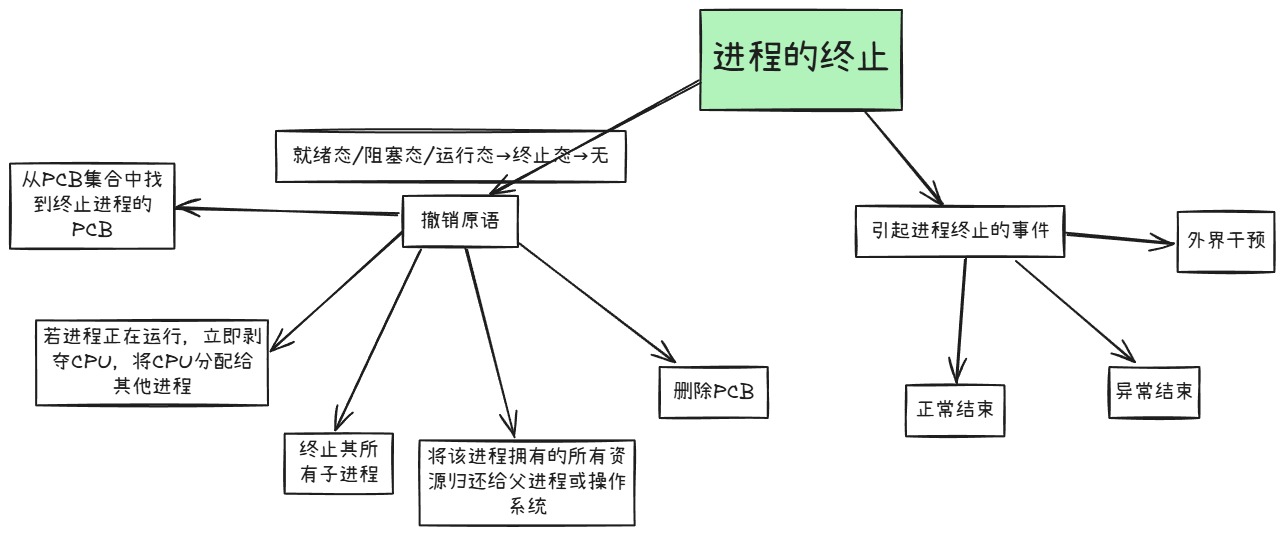 进程的终止
就绪态/阻塞态/运行态→终止态→无
从PCB集合中找
到终止进程的
PCB
撤销原语
引起进程终止的事件
外界干预
若进程正在运行，立即剥
夺CPU，将CPU分配给
其他进程
终止其所
有子进程
将该进程拥有的所有资
源归还给父进程或操作
系统
删除PCB
正常结束
异常结束